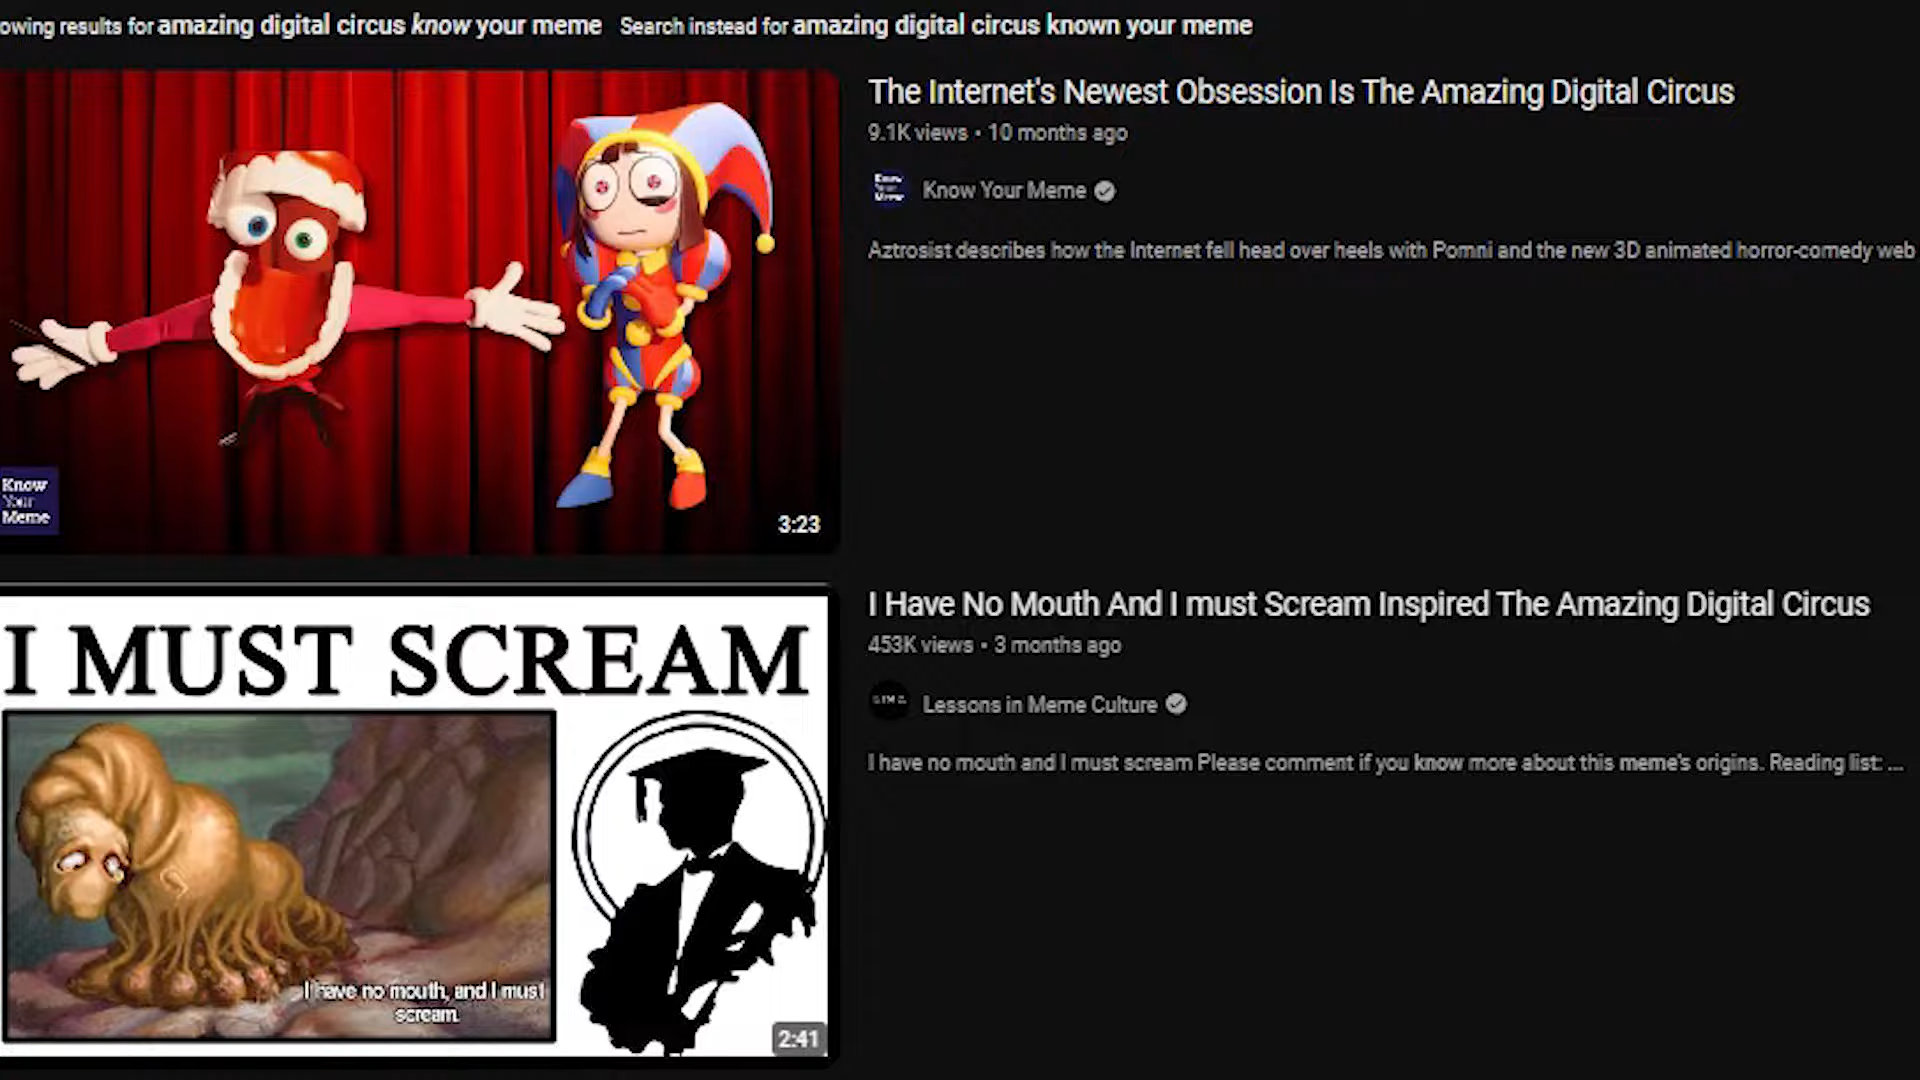 owing results for amazing digital circus know your meme Search instead for amazing digital circus known your meme
The Internet's Newest Obsession Is The Amazing Digital Circus
9.1K views • 10 months ago
Know Your Meme
Know Your Meme
Aztrosist describes how the Internet fell head over heels with Pomni and the new 3D animated horror-comedy web
Know
Your
Meme
3:23
I MUST SCREAM
I have no mouth, and I must
scream.
2:41
I Have No Mouth And I must Scream Inspired The Amazing Digital Circus
453K views • 3 months ago
Lessons in Meme Culture
I have no mouth and I must scream Please comment if you know more about this meme's origins. Reading list: ...